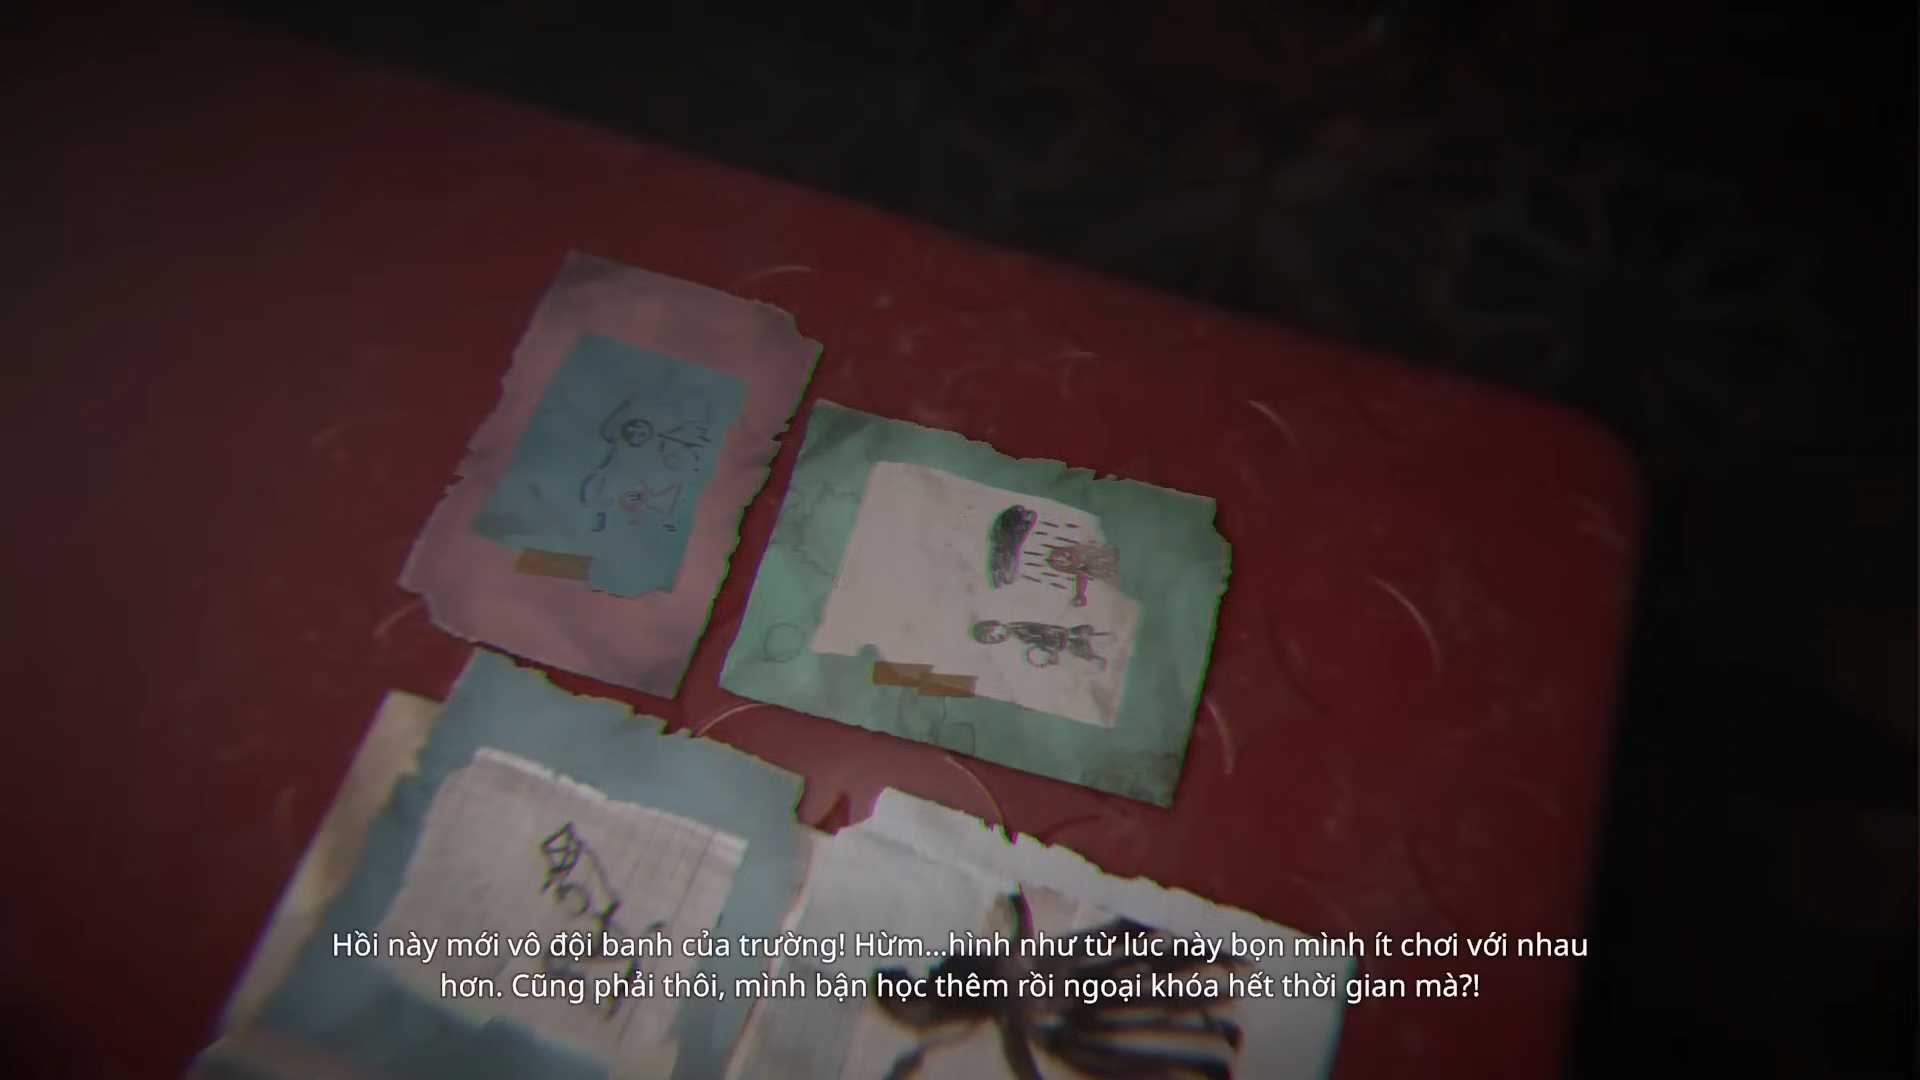 Hồi này mới vô đội banh của trường! Hừm...hình như từ lúc này bọn mình ít chơi với nhau
hơn. Cũng phải thôi, mình bận học thêm rồi ngoại khóa hết thời gian mà?!